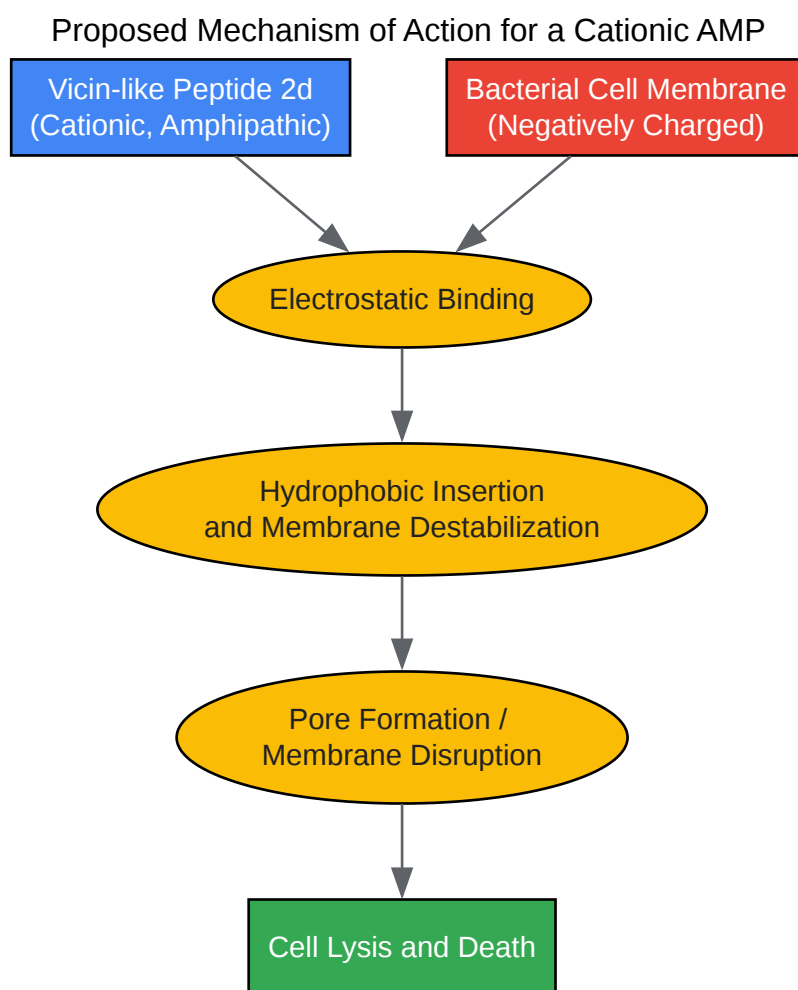 Proposed Mechanism of Action for a Cationic AMP
Vicin-like Peptide 2d
(Cationic, Amphipathic)
Bacterial Cell Membrane
(Negatively Charged)
Electrostatic Binding
Hydrophobic Insertion
and Membrane Destabilization
Pore Formation /
Membrane Disruption
Cell Lysis and Death